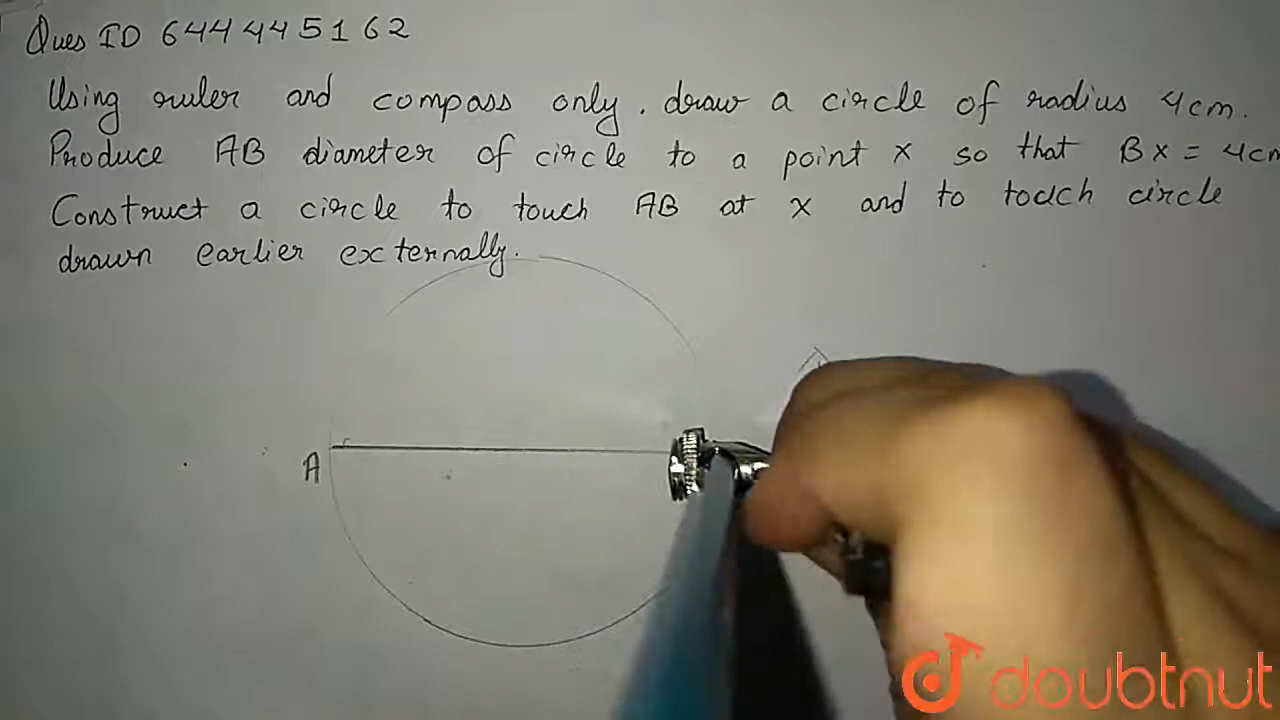 Ques ID 644445162
Using ruler and compass only. draw a circle of radius 4cm.
Produce AB diameter of circle to a point x so that Bx = 4cm
Construct a circle to touch AB at x and to touch circle
drawn earlier externally.
A
doubtnut